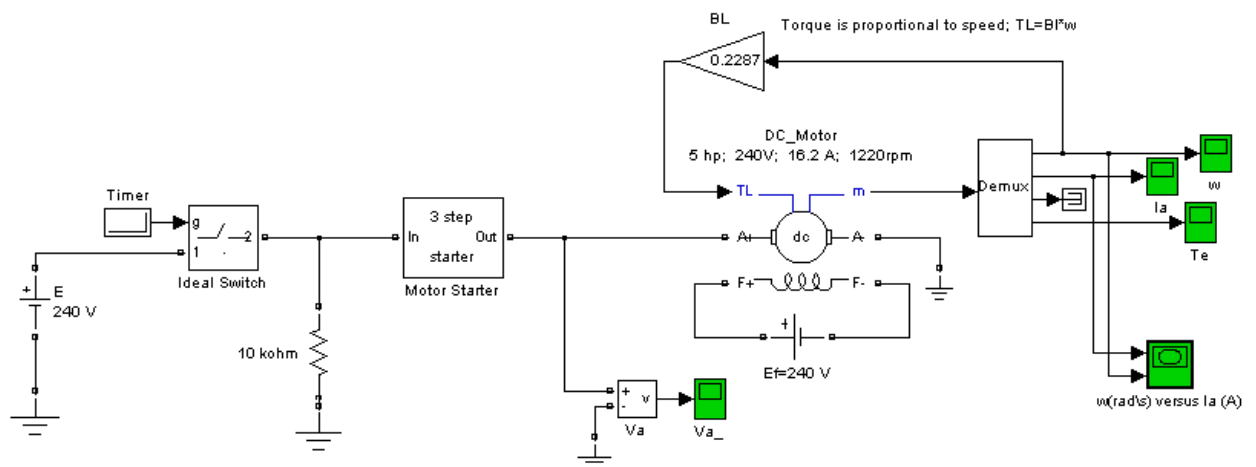 BL
Torque is proportional to speed; TL=Bl*w
0.2287
DC_Motor
5 hp; 240V; 16.2 A; 1220rpm
TL
m
Demux
w
Ia
Te
Timer
g
1
2
Ideal Switch
3 step
starter
In
Out
Motor Starter
A+
dc
A-
F+
F-
+
Ef=240 V
+
E
240 V
10 kohm
+
-
v
Va
Va_
w(rad\s) versus Ia (A)